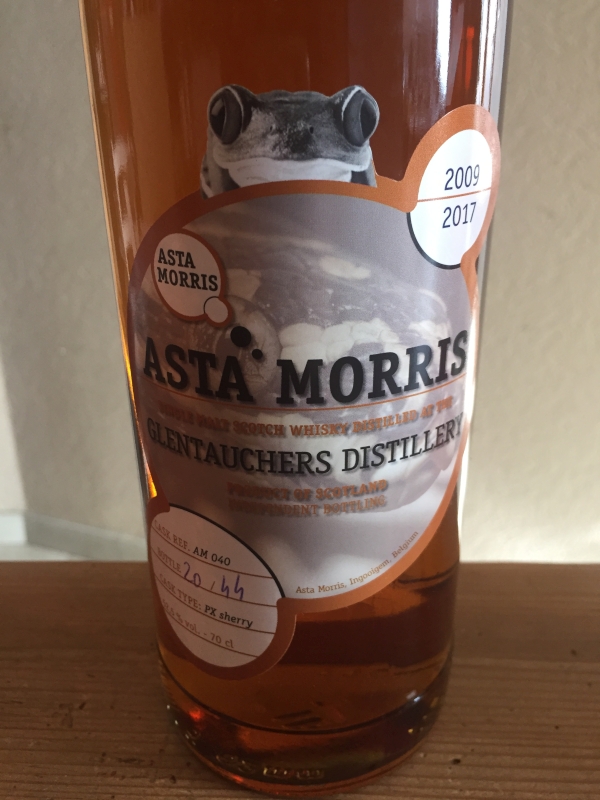 2009
2017
ASTA
MORRIS
ASTA MORRIS
SINGLE MALT SCOTCH WHISKY DISTILLED AT THE
GLENTAUCHERS DISTILLERY
PRODUCT OF SCOTLAND
INDEPENDENT BOTTLING
CASK REF: AM 040
BOTTLE 20 / 44
CASK TYPE: PX sherry
% vol. - 70 cl
Asta Morris, Ingooigem, Belgium